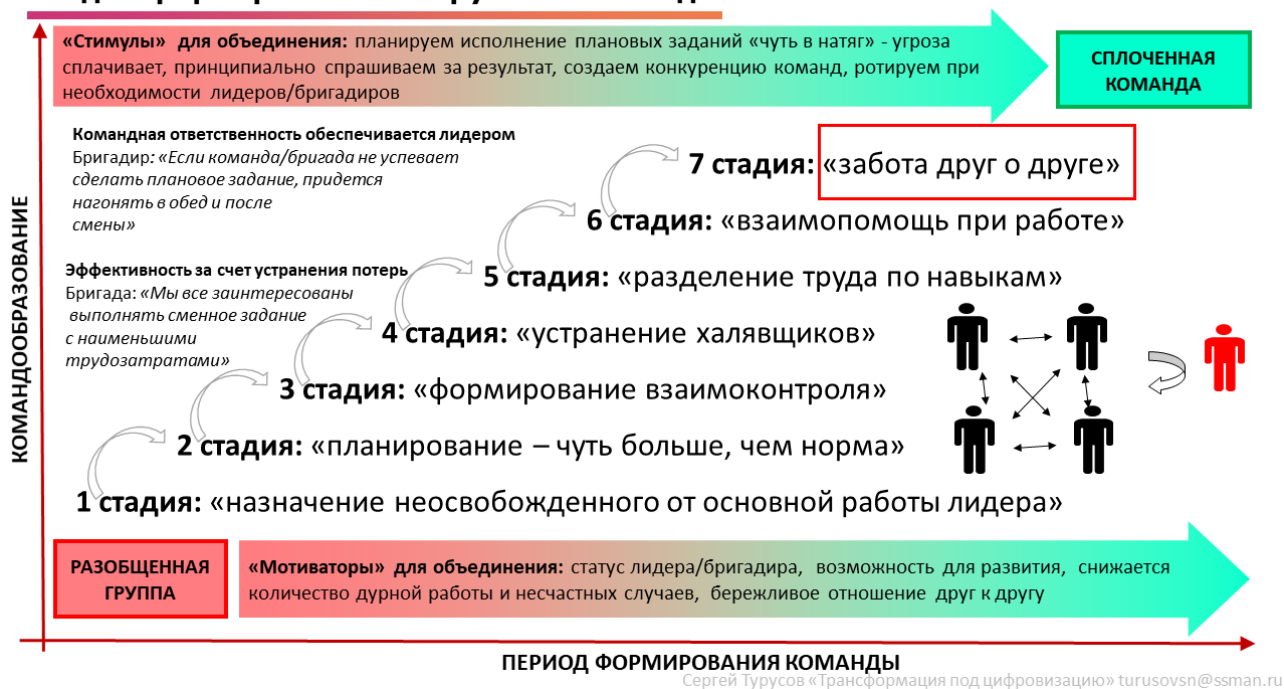 «Стимулы» для объединения: планируем исполнение плановых заданий «чуть в натяг» - угроза
сплачивает, принципиально спрашиваем за результат, создаем конкуренцию команд, ротируем при
необходимости лидеров/бригадиров
СПЛОЧЕННАЯ
КОМАНДА
Командная ответственность обеспечивается лидером
Бригадир: «Если команда/бригада не успевает
сделать плановое задание, придется
нагонять в обед и после
смены»
7 стадия: «забота друг о друге»
6 стадия: «взаимопомощь при работе»
Эффективность за счет устранения потерь
Бригада: «Мы все заинтересованы
выполнять сменное задание
с наименьшими
трудозатратами»
5 стадия: «разделение труда по навыкам»
4 стадия: «устранение халявщиков»
3 стадия: «формирование взаимоконтроля»
2 стадия: «планирование – чуть больше, чем норма»
1 стадия: «назначение неосвобожденного от основной работы лидера»
КОМАНДООБРАЗОВАНИЕ
РАЗОБЩЕННАЯ
ГРУППА
«Мотиваторы» для объединения: статус лидера/бригадира, возможность для развития, снижается
количество дурной работы и несчастных случаев, бережливое отношение друг к другу
ПЕРИОД ФОРМИРОВАНИЯ КОМАНДЫ
Сергей Турусов «Трансформация под цифровизацию» turusovsn@ssman.ru